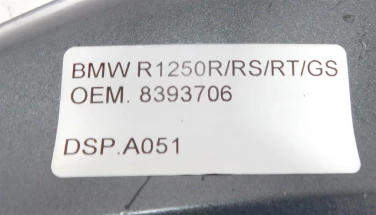 BMW R1250R/RS/RT/GS
OEM. 8393706
DSP.A051